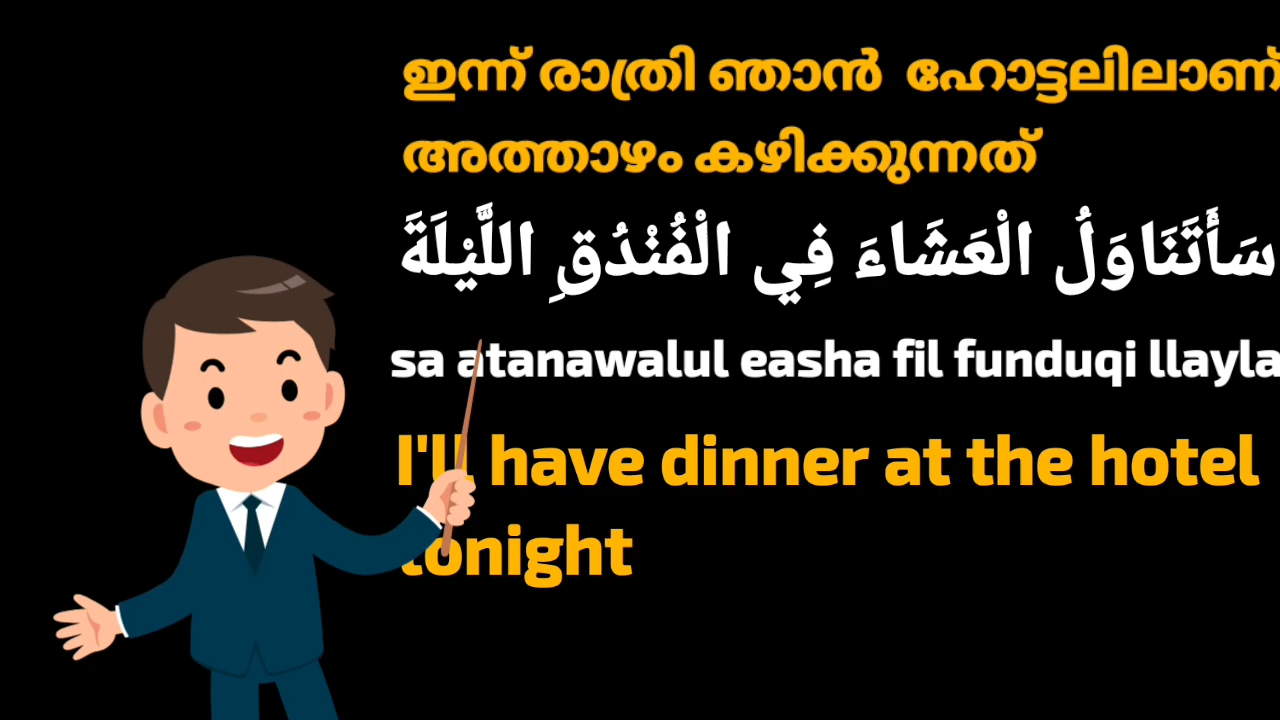 ഇന്ന് രാത്രി ഞാൻ ഹോട്ടലിലാണ്
അത്താഴം കഴിക്കുന്നത്
سَأَتَنَاوَلُ الْعَشَاءَ فِي الْفُنْدُقِ اللَّيْلَةَ
sa atanawalul easha fil funduqi llayla
I'll have dinner at the hotel
tonight